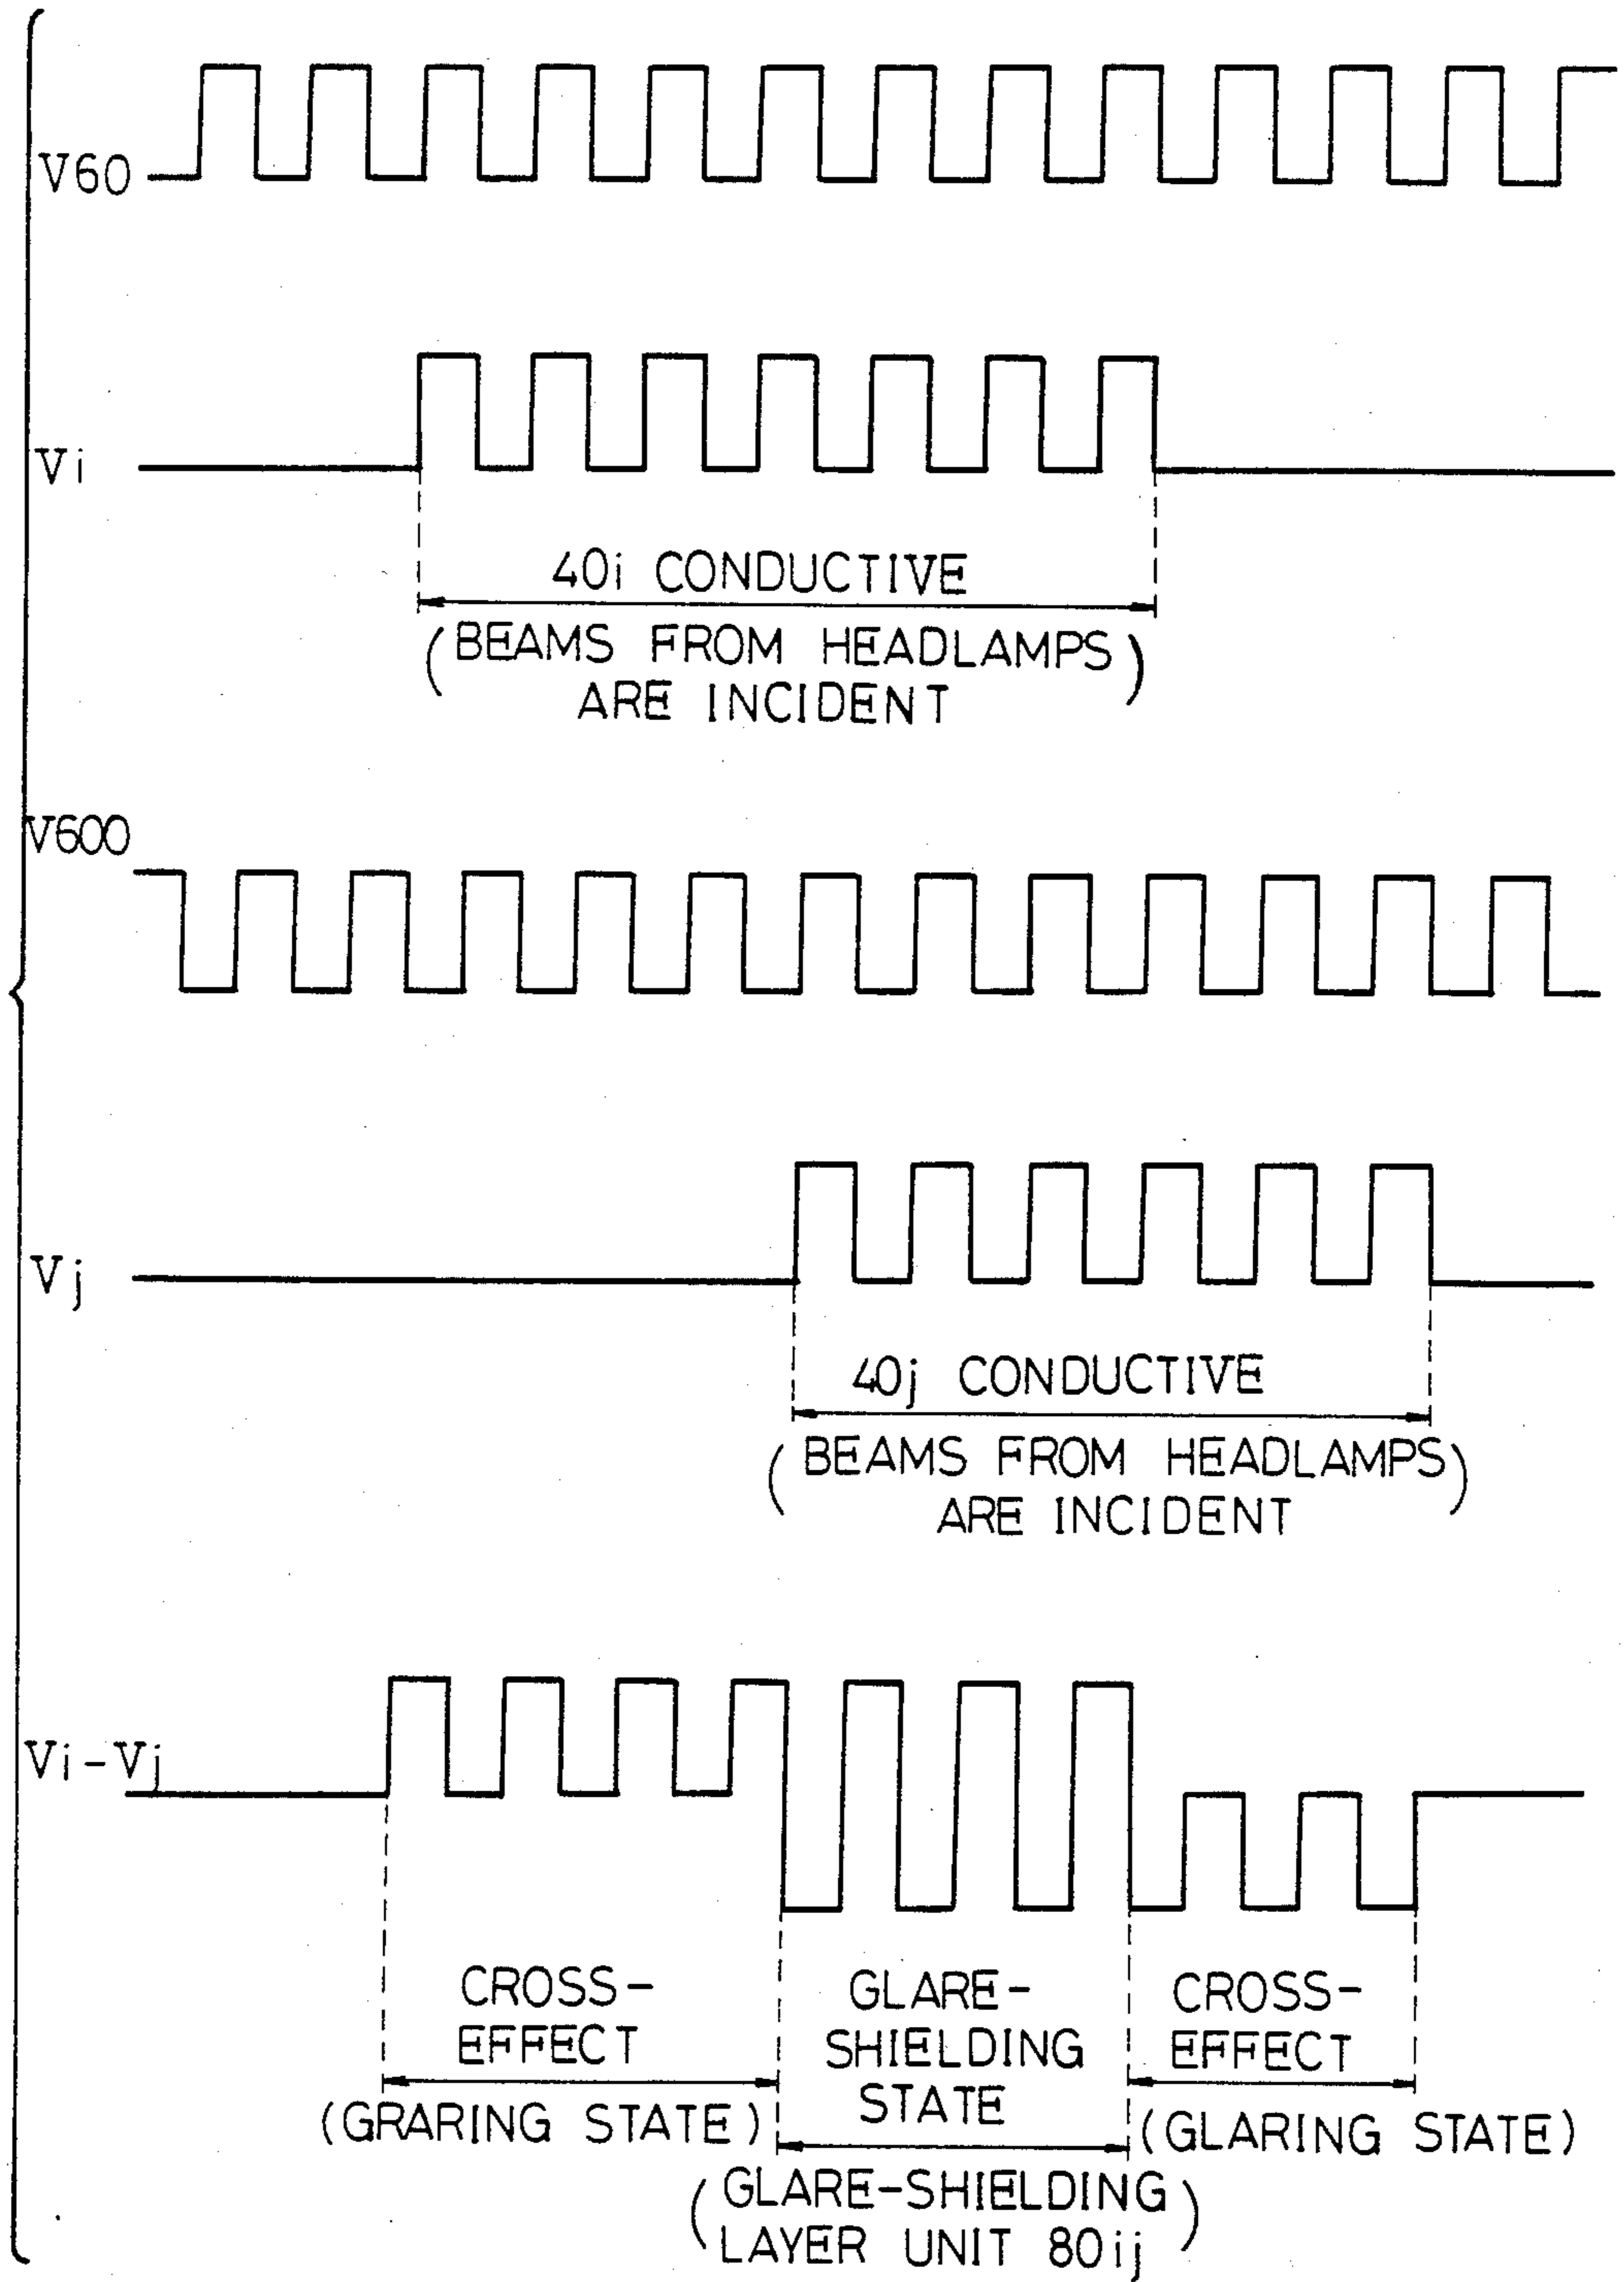 V60
Vi
40i CONDUCTIVE
(BEAMS FROM HEADLAMPS
ARE INCIDENT)
V600
Vj
40j CONDUCTIVE
(BEAMS FROM HEADLAMPS
ARE INCIDENT)
Vi-Vj
CROSS-
EFFECT
(GRARING STATE)
GLARE-
SHIELDING
STATE
(GLARE-SHIELDING
LAYER UNIT 80ij)
CROSS-
EFFECT
(GLARING STATE)